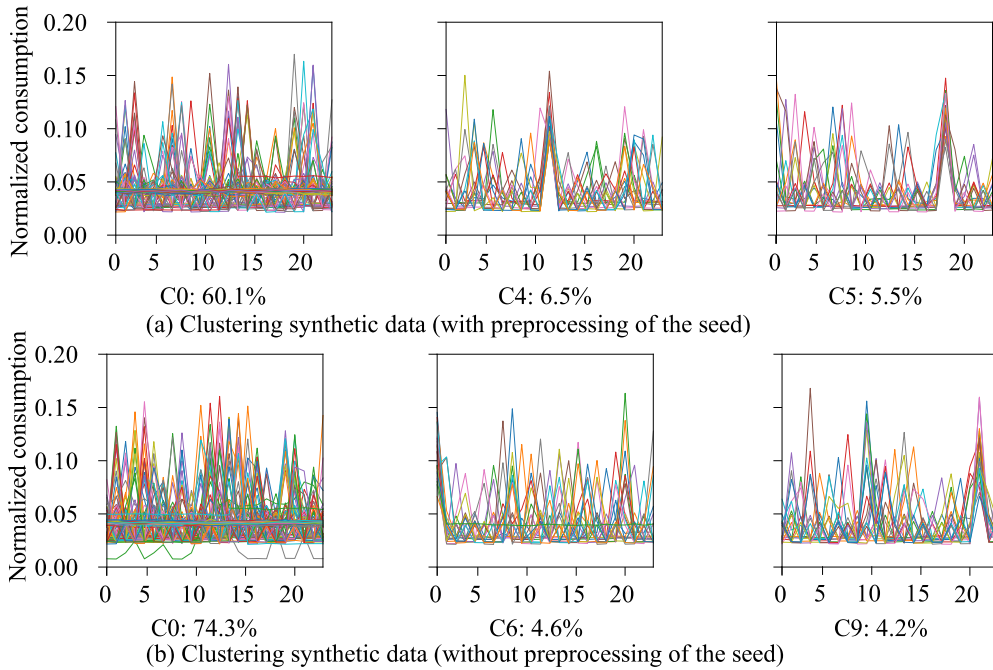 Normalized consumption
0.20
0.15
0.10
0.05
0.00
0 5 10 15 20
0 5 10 15 20
0 5 10 15 20
C0: 60.1% C4: 6.5% C5: 5.5%
(a) Clustering synthetic data (with preprocessing of the seed)
Normalized consumption
0.20
0.15
0.10
0.05
0.00
0 5 10 15 20
0 5 10 15 20
0 5 10 15 20
C0: 74.3% C6: 4.6% C9: 4.2%
(b) Clustering synthetic data (without preprocessing of the seed)